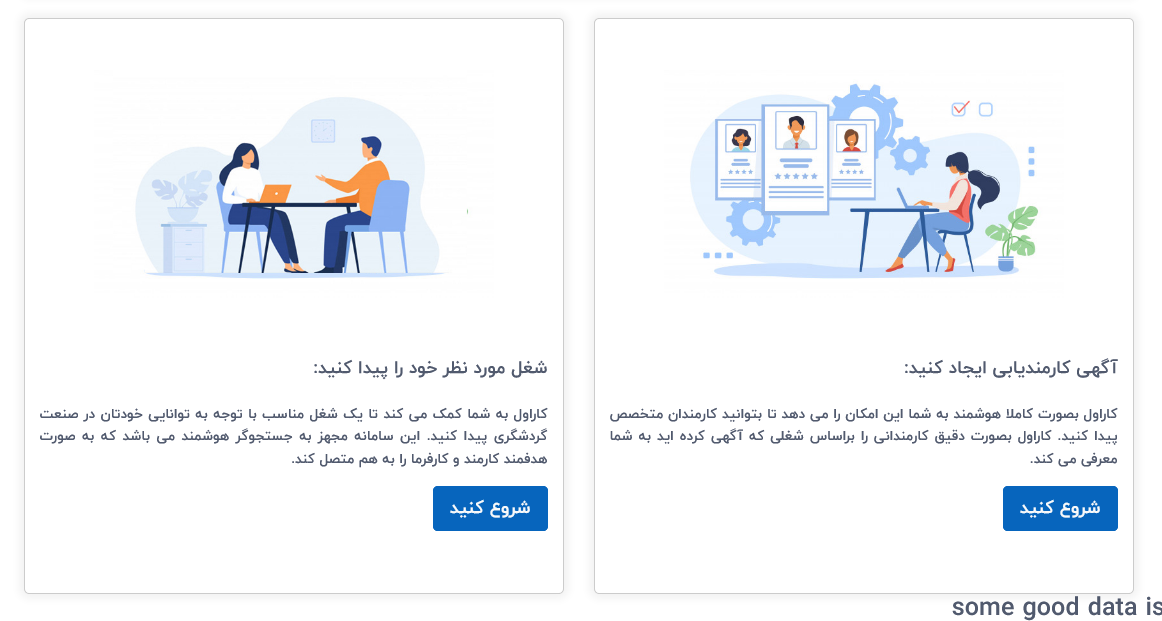 آگهی کارمندیابی ایجاد کنید:
کاراول بصورت کاملا هوشمند به شما این امکان را می دهد تا بتوانید کارمندان متخصص
پیدا کنید. کاراول بصورت دقیق کارمندانی را براساس شغلی که آگهی کرده اید به شما
معرفی می کند.
شروع کنید
شغل مورد نظر خود را پیدا کنید:
کاراول به شما کمک می کند تا یک شغل مناسب با توجه به توانایی خودتان در صنعت
گردشگری پیدا کنید. این سامانه مجهز به جستجوگر هوشمند می باشد که به صورت
هدفمند کارمند و کارفرما را به هم متصل کند.
شروع کنید
some good data is